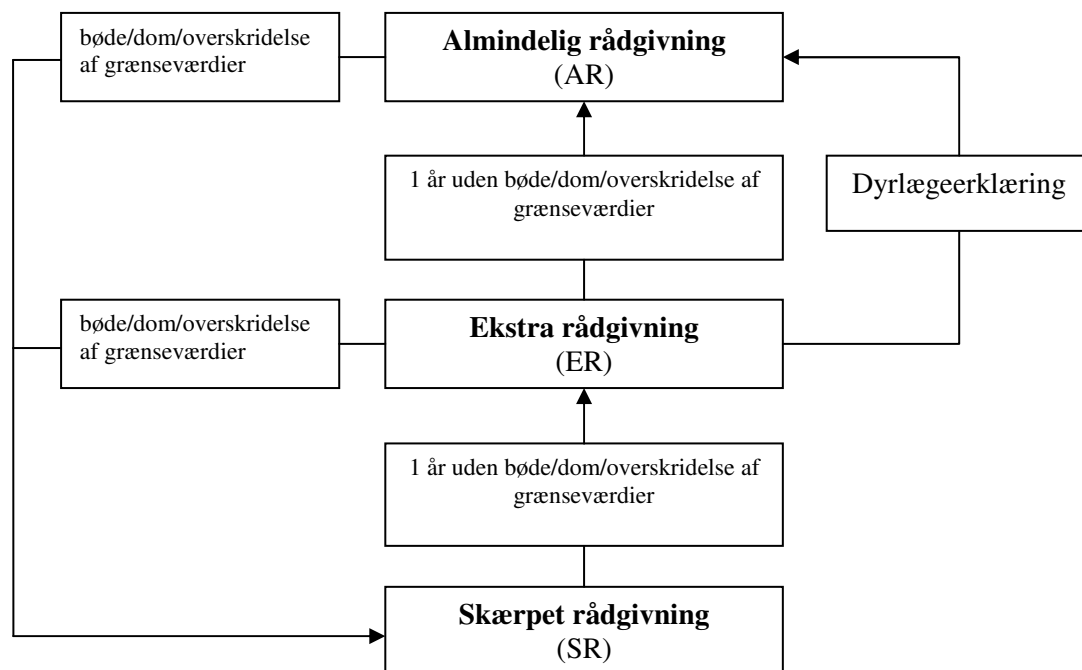 bøde/dom/overskridelse
af grænseværdier
Almindelig rådgivning
(AR)
1 år uden bøde/dom/overskridelse af
grænseværdier
Dyrlægeerklæring
bøde/dom/overskridelse
af grænseværdier
Ekstra rådgivning
(ER)
1 år uden bøde/dom/overskridelse af
grænseværdier
Skærpet rådgivning
(SR)